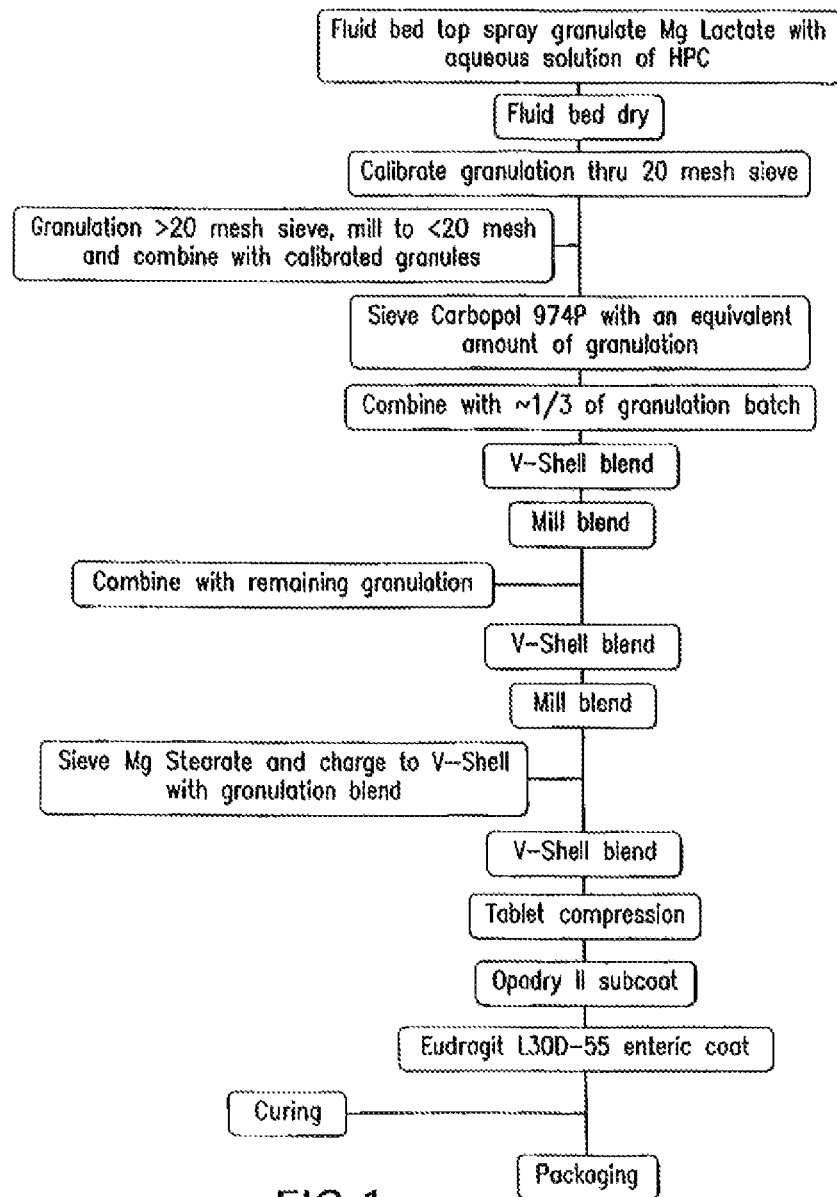 Fluid bed top spray granulate Mg Lactate with
aqueous solution of HPC
Fluid bed dry
Calibrate granulation thru 20 mesh sieve
Granulation >20 mesh sieve, mill to <20 mesh
and combine with calibrated granules
Sieve Carbopol 974P with an equivalent
amount of granulation
Combine with ~1/3 of granulation batch
V-Shell blend
Mill blend
Combine with remaining granulation
V-Shell blend
Mill blend
Sieve Mg Stearate and charge to V-Shell
with granulation blend
V-Shell blend
Tablet compression
Opadry II subcoat
Eudragit L30D-55 enteric coat
Curing
Packaging
FIG.1